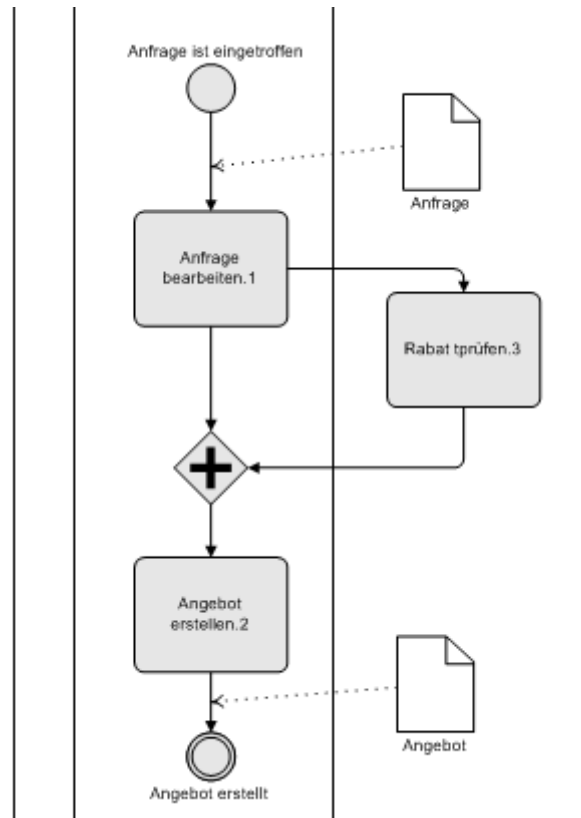 Anfrage ist eingetroffen
Anfrage
Anfrage
bearbeiten.1
Rabat tprüfen.3
Angebot
erstellen.2
Angebot
Angebot erstellt